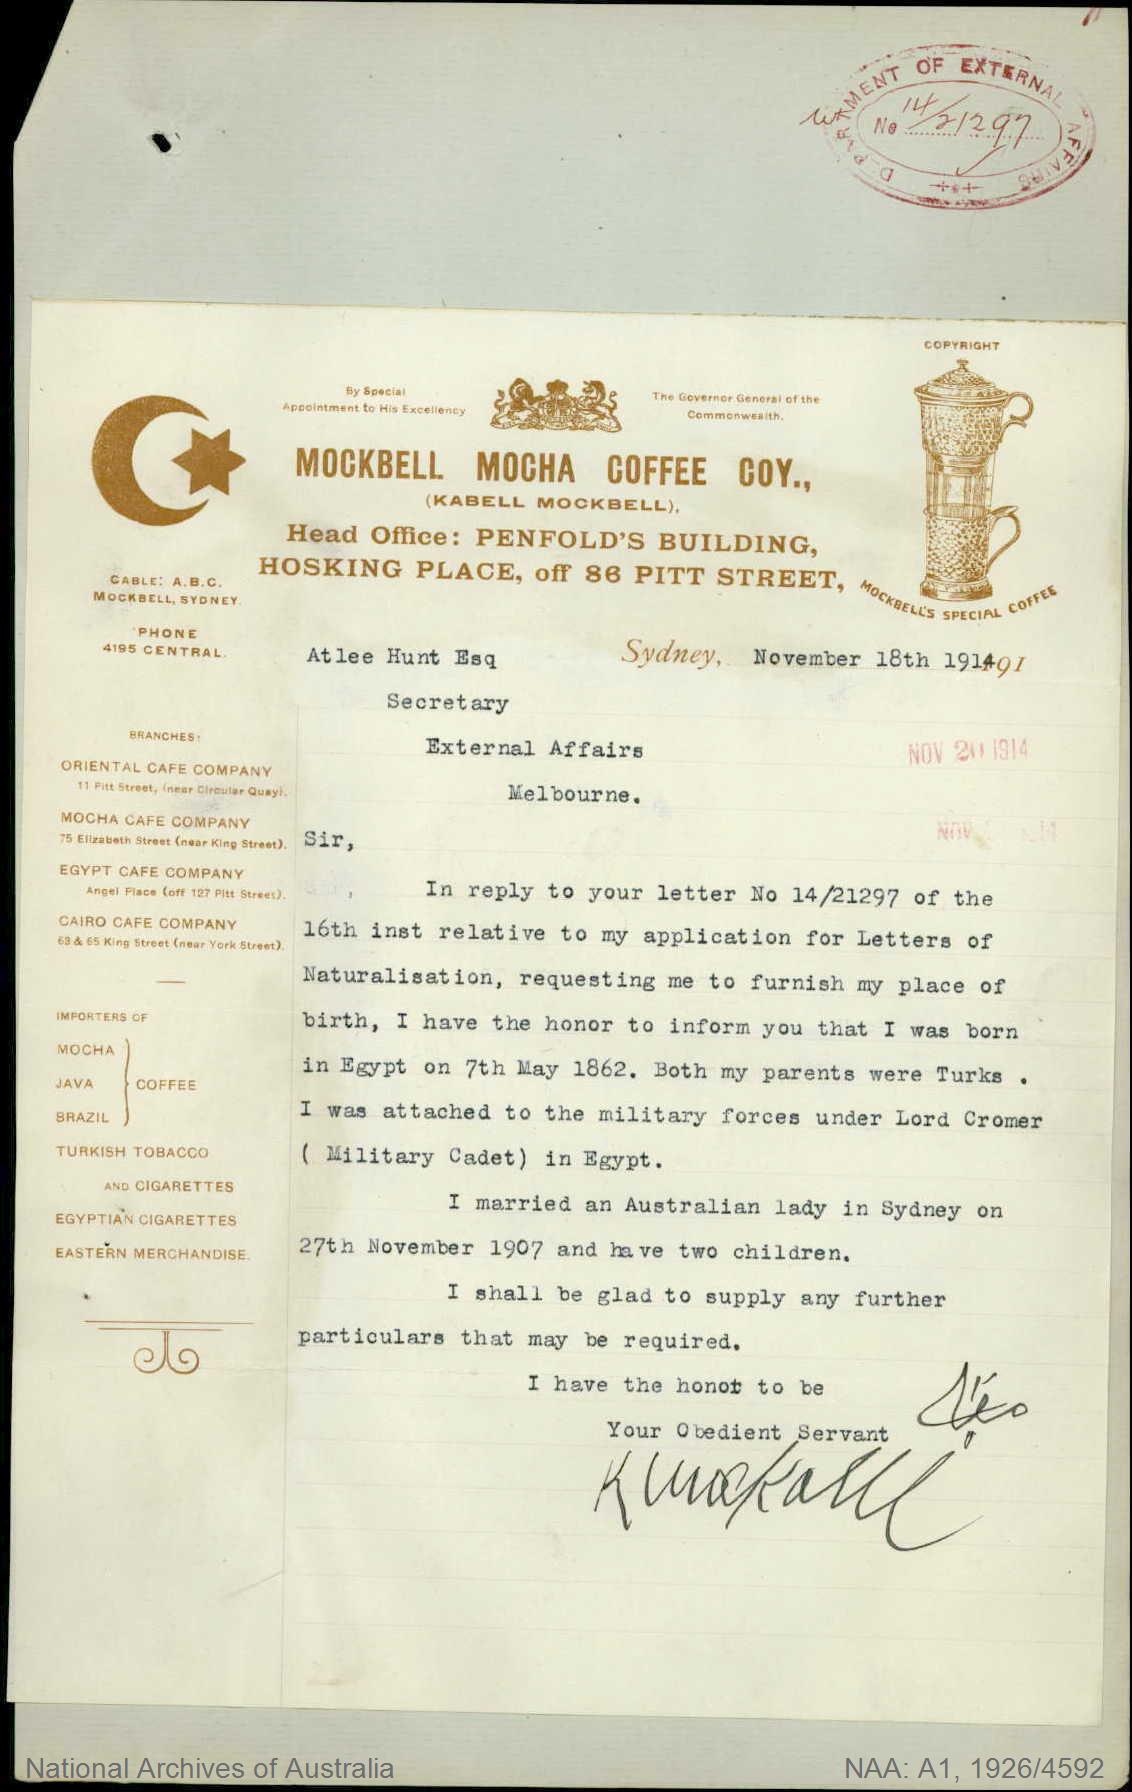 DEPARTMENT OF EXTERNAL AFFAIRS
No 14/21297
COPYRIGHT
By Special
Appointment to His Excellency
The Governor General of the
Commonwealth.
MOCKBELL MOCHA COFFEE COY.,
(KABELL MOCKBELL),
Head Office: PENFOLD'S BUILDING,
HOSKING PLACE, off 86 PITT STREET,
MOCKBELL'S SPECIAL COFFEE
CABLE: A.B.C.
MOCKBELL, SYDNEY.
'PHONE
4195 CENTRAL.
Atlee Hunt Esq
Sydney, November 18th 1914 191
Secretary
External Affairs
Melbourne.
NOV 20 1914
BRANCHES:
ORIENTAL CAFE COMPANY
11 Pitt Street, (near Circular Quay).
MOCHA CAFE COMPANY
75 Elizabeth Street (near King Street).
EGYPT CAFE COMPANY
Angel Place (off 127 Pitt Street).
CAIRO CAFE COMPANY
63 & 65 King Street (near York Street).
IMPORTERS OF
MOCHA
JAVA
BRAZIL
COFFEE
TURKISH TOBACCO
AND CIGARETTES
EGYPTIAN CIGARETTES
EASTERN MERCHANDISE.
Sir,
In reply to your letter No 14/21297 of the
16th inst relative to my application for Letters of
Naturalisation, requesting me to furnish my place of
birth, I have the honor to inform you that I was born
in Egypt on 7th May 1862. Both my parents were Turks .
I was attached to the military forces under Lord Cromer
( Military Cadet) in Egypt.
I married an Australian lady in Sydney on
27th November 1907 and have two children.
I shall be glad to supply any further
particulars that may be required.
I have the honor to be
Your Obedient Servant
K Mockbell
National Archives of Australia
NAA: A1, 1926/4592